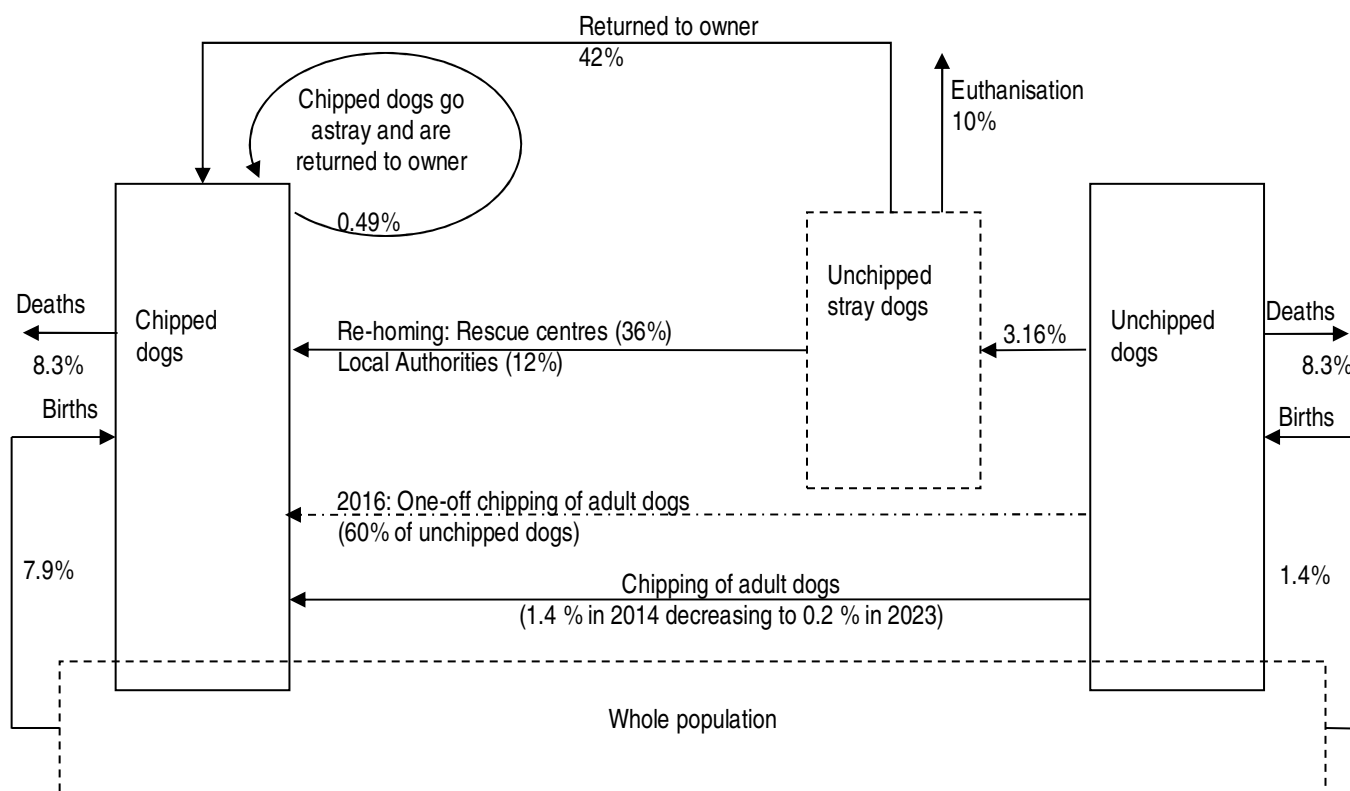 Returned to owner
42%
Euthanisation
10%
Chipped dogs go
astray and are
returned to owner
0.49%
Unchipped
stray dogs
Deaths
8.3%
Chipped
dogs
Re-homing: Rescue centres (36%)
Local Authorities (12%)
3.16%
Unchipped
dogs
Deaths
8.3%
Births
Births
2016: One-off chipping of adult dogs
(60% of unchipped dogs)
7.9%
1.4%
Chipping of adult dogs
(1.4 % in 2014 decreasing to 0.2 % in 2023)
Whole population